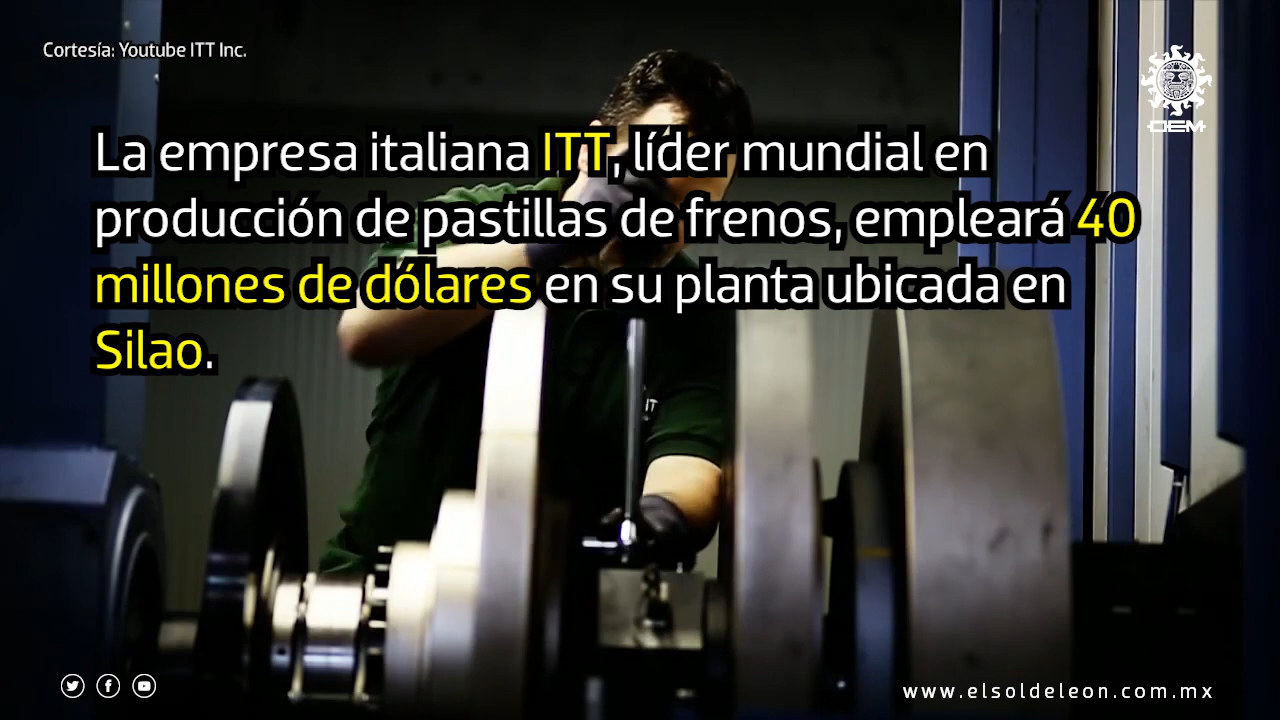 Cortesía: Youtube ITT Inc.
OEM
La empresa italiana ITT, líder mundial en
producción de pastillas de frenos, empleará 40
millones de dólares en su planta ubicada en
Silao.
IT
www.elsoldeleon.com.mx